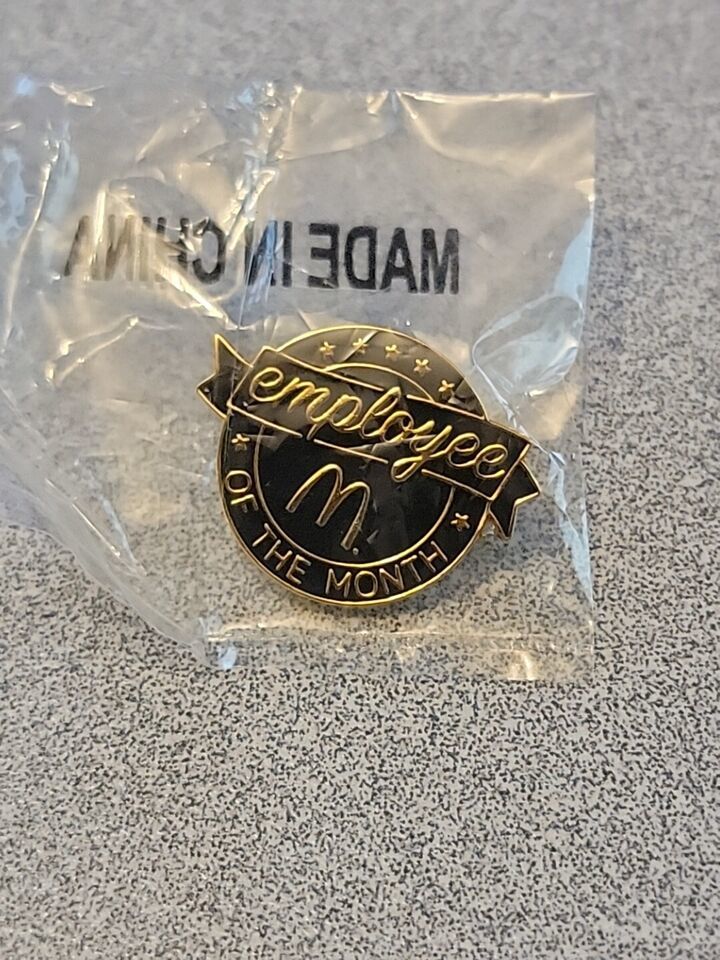 MADE IN CHINA
employee
M
OF THE MONTH